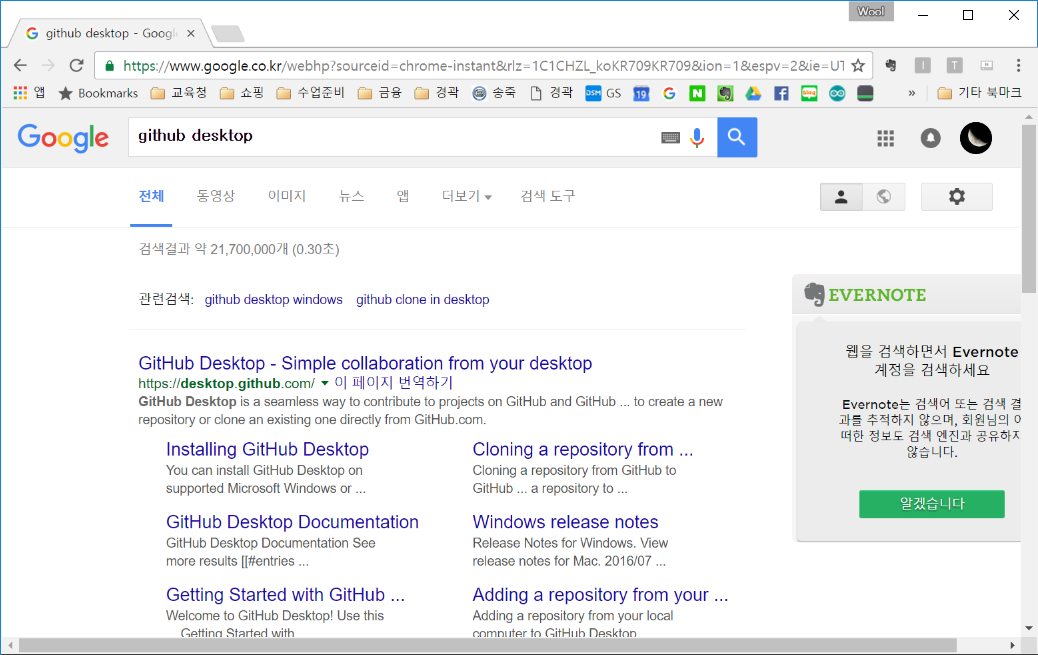 Wool
github desktop - Googl
https://www.google.co.kr/webhp?sourceid=chrome-instant&rlz=1C1CHZL_koKR709KR709&ion=1&espv=2&ie=UT
앱 Bookmarks 교육청 쇼핑 수업준비 금융 경곽 송죽 경곽 DSM GS 19 N blog » 기타 북마크
Google github desktop
전체 동영상 이미지 뉴스 앱 더보기 검색 도구
검색결과 약 21,700,000개 (0.30초)
관련검색: github desktop windows github clone in desktop
GitHub Desktop - Simple collaboration from your desktop
https://desktop.github.com/ 이 페이지 번역하기
GitHub Desktop is a seamless way to contribute to projects on GitHub and GitHub ... to create a new
repository or clone an existing one directly from GitHub.com.
Installing GitHub Desktop
You can install GitHub Desktop on
supported Microsoft Windows or ...
Cloning a repository from ...
Cloning a repository from GitHub to
GitHub ... a repository to ...
GitHub Desktop Documentation
GitHub Desktop Documentation See
more results [[#entries ...
Windows release notes
Release Notes for Windows. View
release notes for Mac. 2016/07 ...
Getting Started with GitHub ...
Welcome to GitHub Desktop! Use this
... Getting Started with
Adding a repository from your ...
Adding a repository from your local
computer to GitHub Desktop
EVERNOTE
웹을 검색하면서 Evernote
계정을 검색하세요
Evernote는 검색어 또는 검색 결
과를 추적하지 않으며, 회원님의 어
떠한 정보도 검색 엔진과 공유하지
않습니다.
알겠습니다